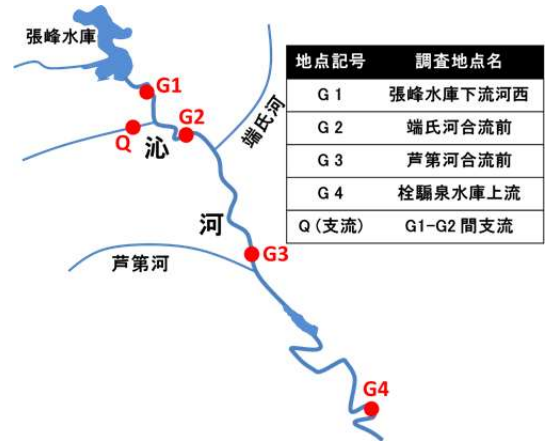 張峰水庫
G1
G2
Q
沁
端氏河
河
芦第河
G3
G4
地点記号 調査地点名
G 1 張峰水庫下流河西
G 2 端氏河合流前
G 3 芦第河合流前
G 4 栓驢泉水庫上流
Q (支流) G1-G2 間支流